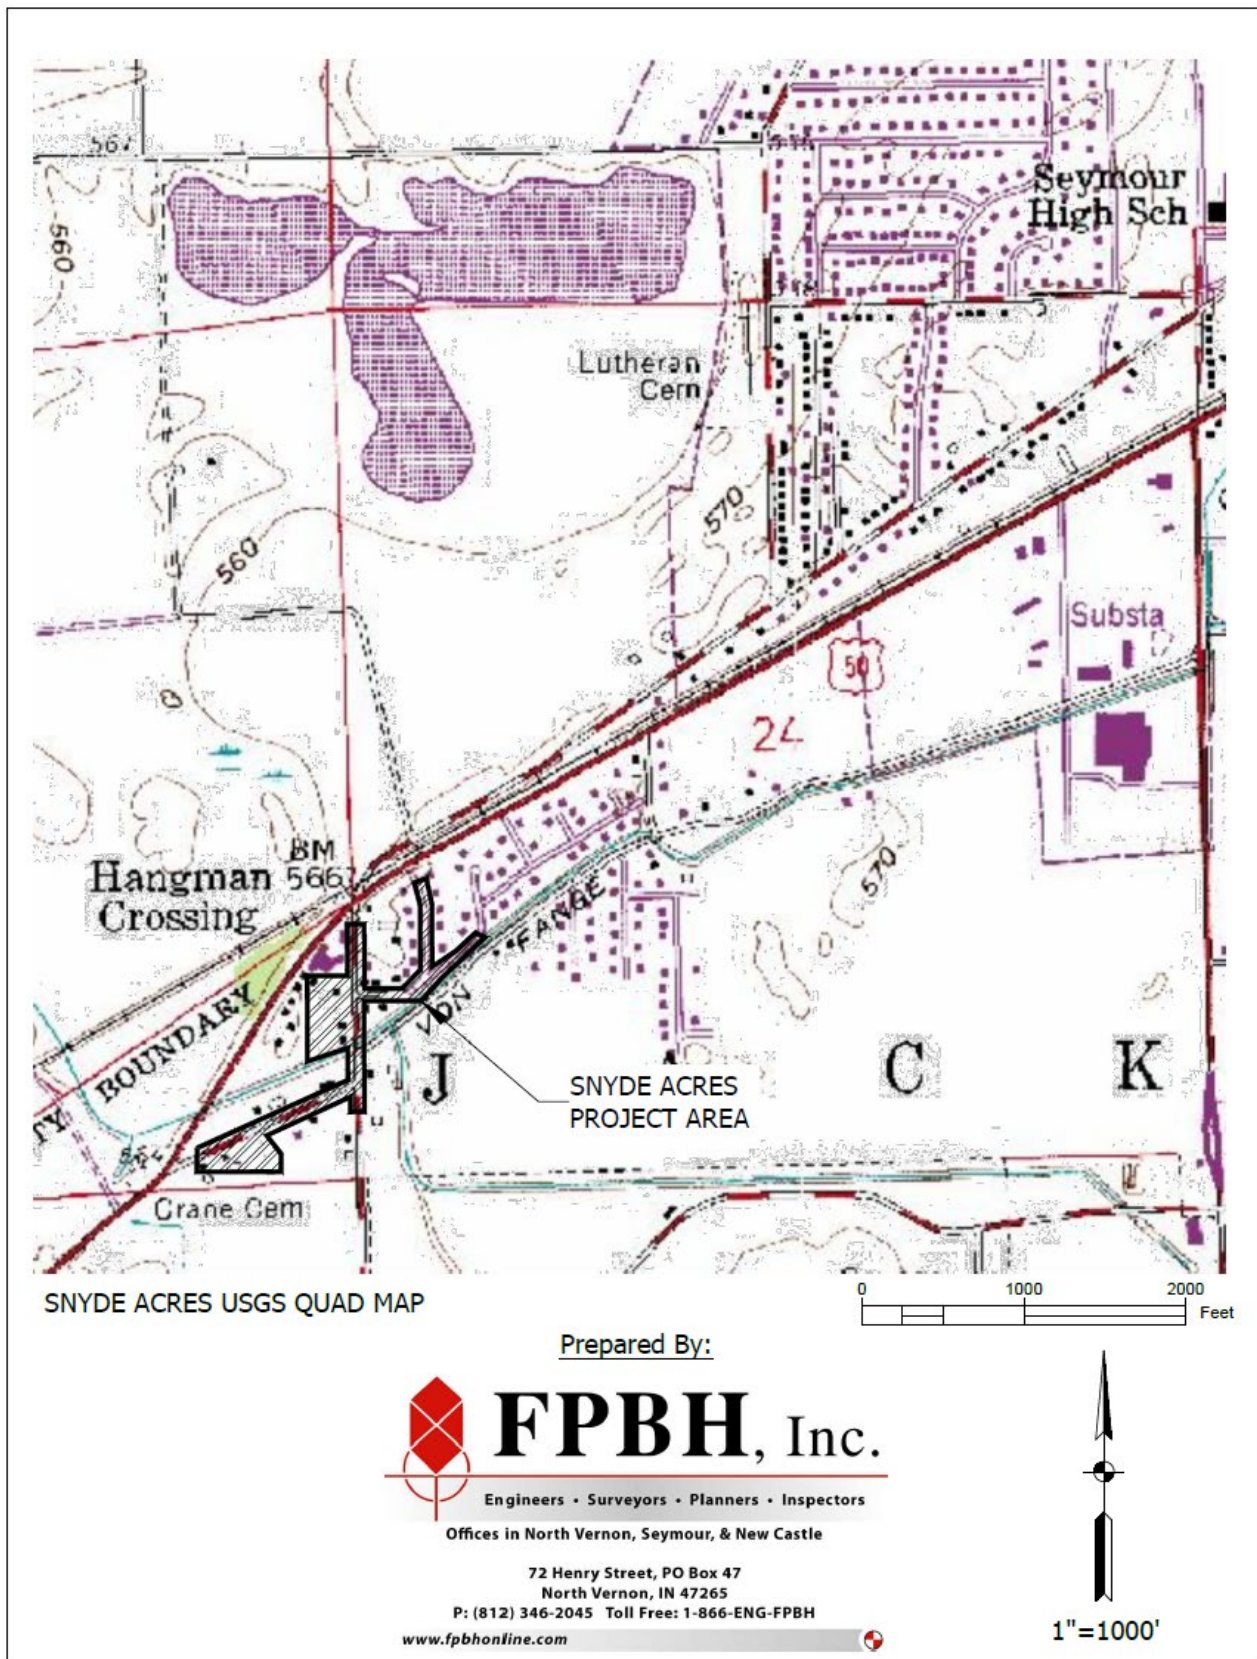 567
Seymour
High Sch
560
Lutheran
Cem
570
560
Substa
50
24
BM
Hangman 566
Crossing
570
FANGE
VON
BOUNDARY
TY
J C K
SNYDE ACRES
PROJECT AREA
Crane Cem
SNYDE ACRES USGS QUAD MAP
0 1000 2000
Feet
Prepared By:
FPBH, Inc.
Engineers • Surveyors • Planners • Inspectors
Offices in North Vernon, Seymour, & New Castle
72 Henry Street, PO Box 47
North Vernon, IN 47265
P: (812) 346-2045 Toll Free: 1-866-ENG-FPBH
www.fpbhonline.com
1"=1000'